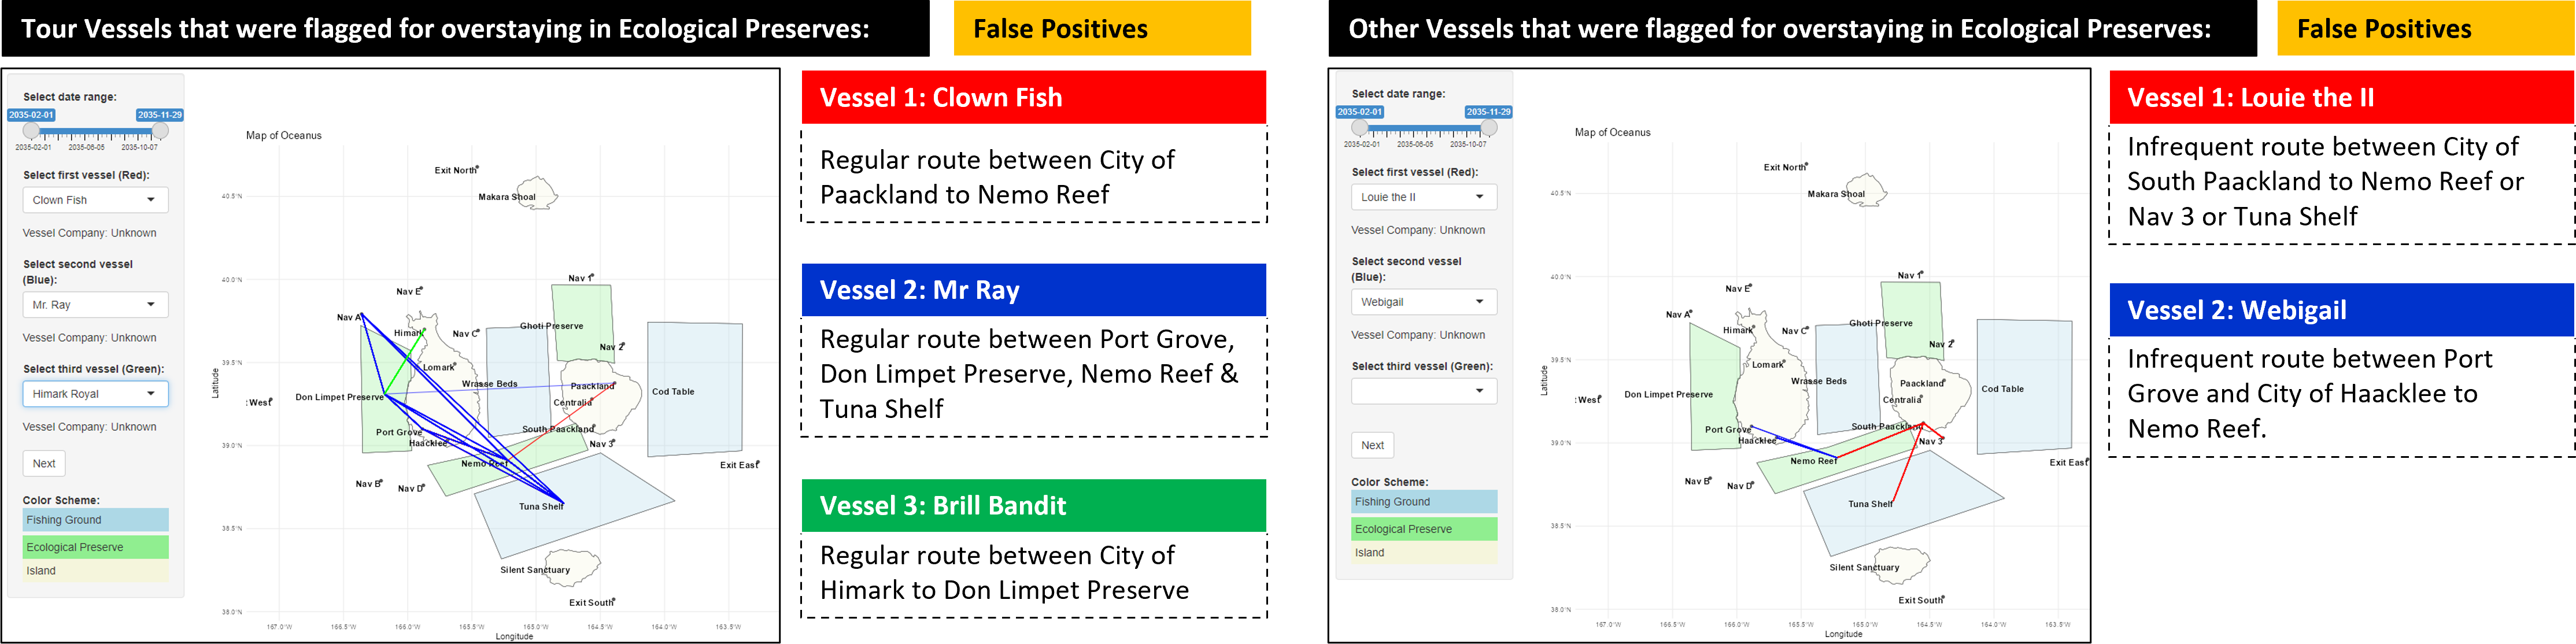 Tour Vessels that were flagged for overstaying in Ecological Preserves:
False Positives
Select date range:
2035-02-01
2035-11-29
2035-02-01 2035-06-05 2035-10-07
Select first vessel (Red):
Clown Fish
Vessel Company: Unknown
Select second vessel
(Blue):
Mr. Ray
Vessel Company: Unknown
Select third vessel (Green):
Himark Royal
Vessel Company: Unknown
Next
Color Scheme:
Fishing Ground
Ecological Preserve
Island
Map of Oceanus
Exit North
Makara Shoal
40.5°N
40.0°N
Nav 1
Nav E
Nav A
Himark
Nav C
Ghoti Preserve
Nav 2
39.5°N
Lomark
Wrasse Beds
Paackland
Cod Table
Latitude
: West
Don Limpet Preserve
Centralia
Port Grove
South Paackland
Haacklee
Nav 3
39.0°N
Nemo Reef
Exit East
Nav B
Nav D
Tuna Shelf
38.5°N
Silent Sanctuary
Exit South
38.0°N
167.0°W 166.5°W 166.0°W 165.5°W 165.0°W 164.5°W 164.0°W 163.5°W
Longitude
Vessel 1: Clown Fish
Regular route between City of
Paackland to Nemo Reef
Vessel 2: Mr Ray
Regular route between Port Grove,
Don Limpet Preserve, Nemo Reef &
Tuna Shelf
Vessel 3: Brill Bandit
Regular route between City of
Himark to Don Limpet Preserve
Other Vessels that were flagged for overstaying in Ecological Preserves:
False Positives
Select date range:
2035-02-01
2035-11-29
2035-02-01 2035-06-05 2035-10-07
Select first vessel (Red):
Louie the II
Vessel Company: Unknown
Select second vessel
(Blue):
Webigail
Vessel Company: Unknown
Select third vessel (Green):
Next
Color Scheme:
Fishing Ground
Ecological Preserve
Island
Map of Oceanus
Exit North
Makara Shoal
40.5°N
40.0°N
Nav 1
Nav E
Nav A
Himark
Nav C
Ghoti Preserve
Nav 2
39.5°N
Lomark
Wrasse Beds
Paackland
Cod Table
Latitude
: West
Don Limpet Preserve
Centralia
Port Grove
South Paackland
Haacklee
Nav 3
39.0°N
Nemo Reef
Exit East
Nav B
Nav D
Tuna Shelf
38.5°N
Silent Sanctuary
Exit South
38.0°N
167.0°W 166.5°W 166.0°W 165.5°W 165.0°W 164.5°W 164.0°W 163.5°W
Longitude
Vessel 1: Louie the II
Infrequent route between City of
South Paackland to Nemo Reef or
Nav 3 or Tuna Shelf
Vessel 2: Webigail
Infrequent route between Port
Grove and City of Haacklee to
Nemo Reef.